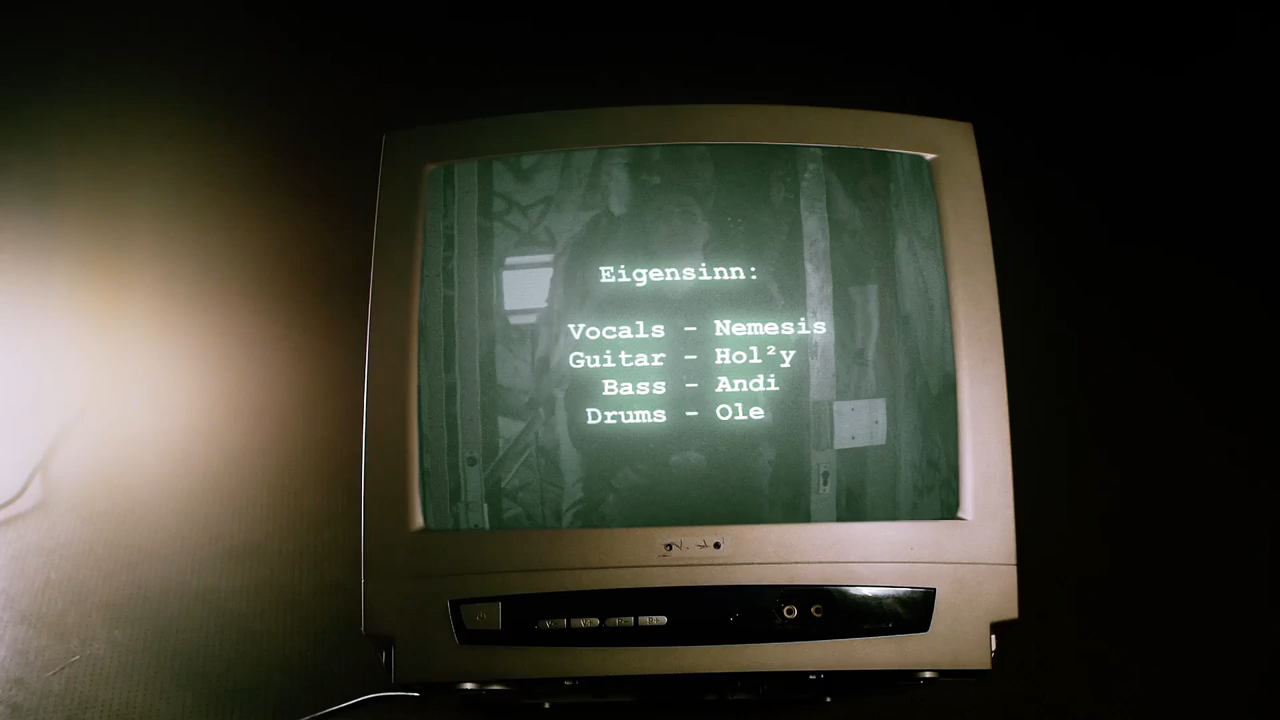 Eigensinn:
Vocals - Nemesis
Guitar - Hol²y
Bass - Andi
Drums - Ole
V- V+ P- P+